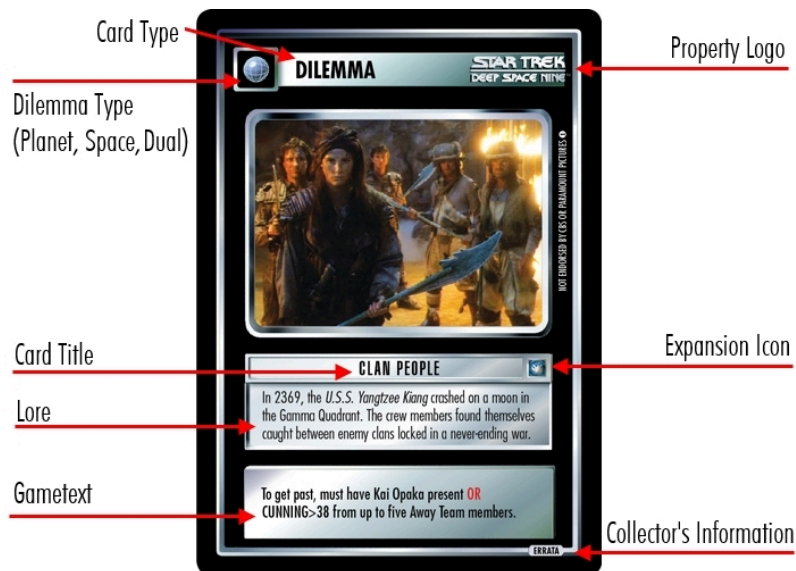 Card Type
Property Logo
DILEMMA
STAR TREK
DEEP SPACE NINE™
Dilemma Type
(Planet, Space, Dual)
NOT ENDORSED BY CBS OR PARAMOUNT PICTURES
Card Title
Expansion Icon
CLAN PEOPLE
Lore
In 2369, the U.S.S. Yangtzee Kiang crashed on a moon in
the Gamma Quadrant. The crew members found themselves
caught between enemy clans locked in a never-ending war.
Gametext
To get past, must have Kai Opaka present OR
CUNNING>38 from up to five Away Team members.
Collector's Information
ERRATA